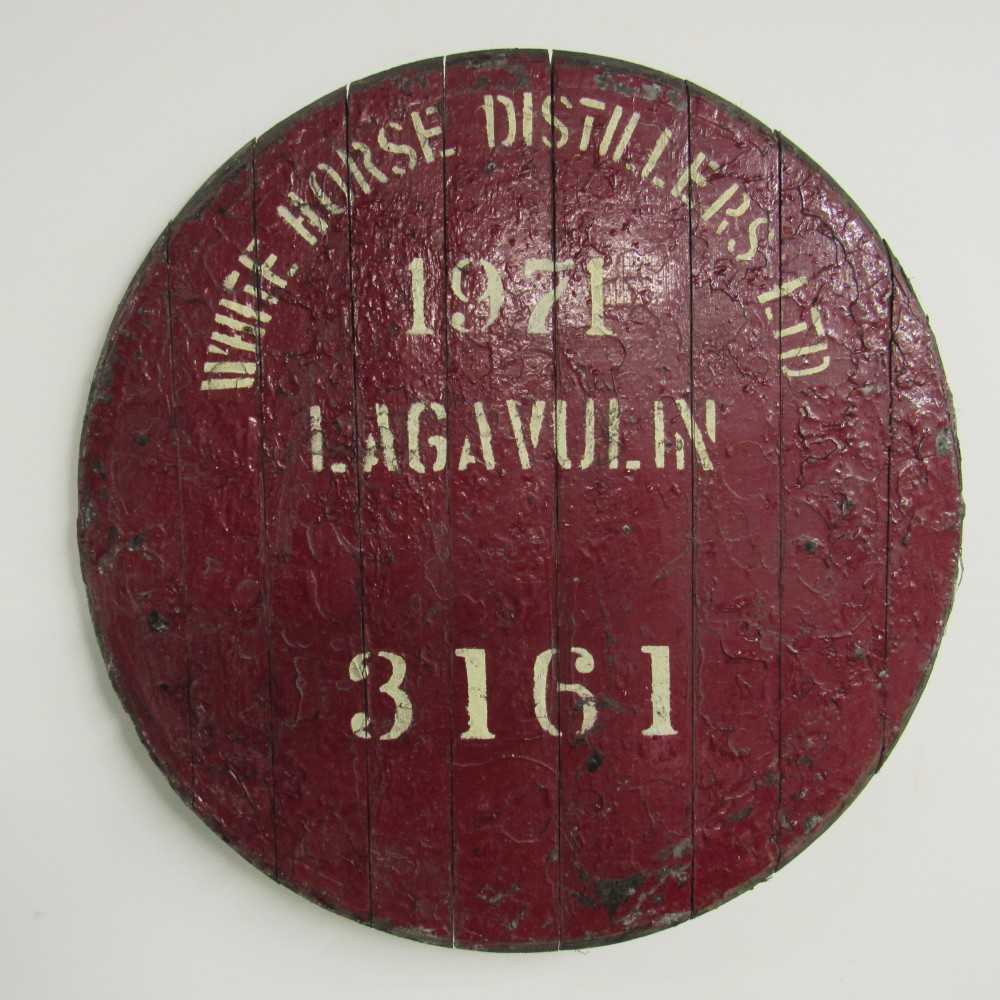 WHITE HORSE DISTILLERS LTD
1971
LAGAVULIN
3161